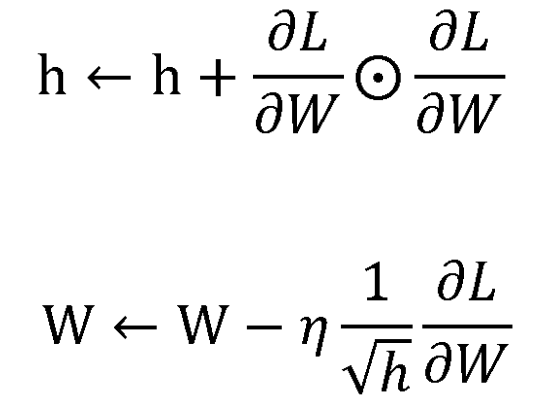 h ← h + ∂L/∂W ⊙ ∂L/∂W
W ← W − η 1/√h ∂L/∂W